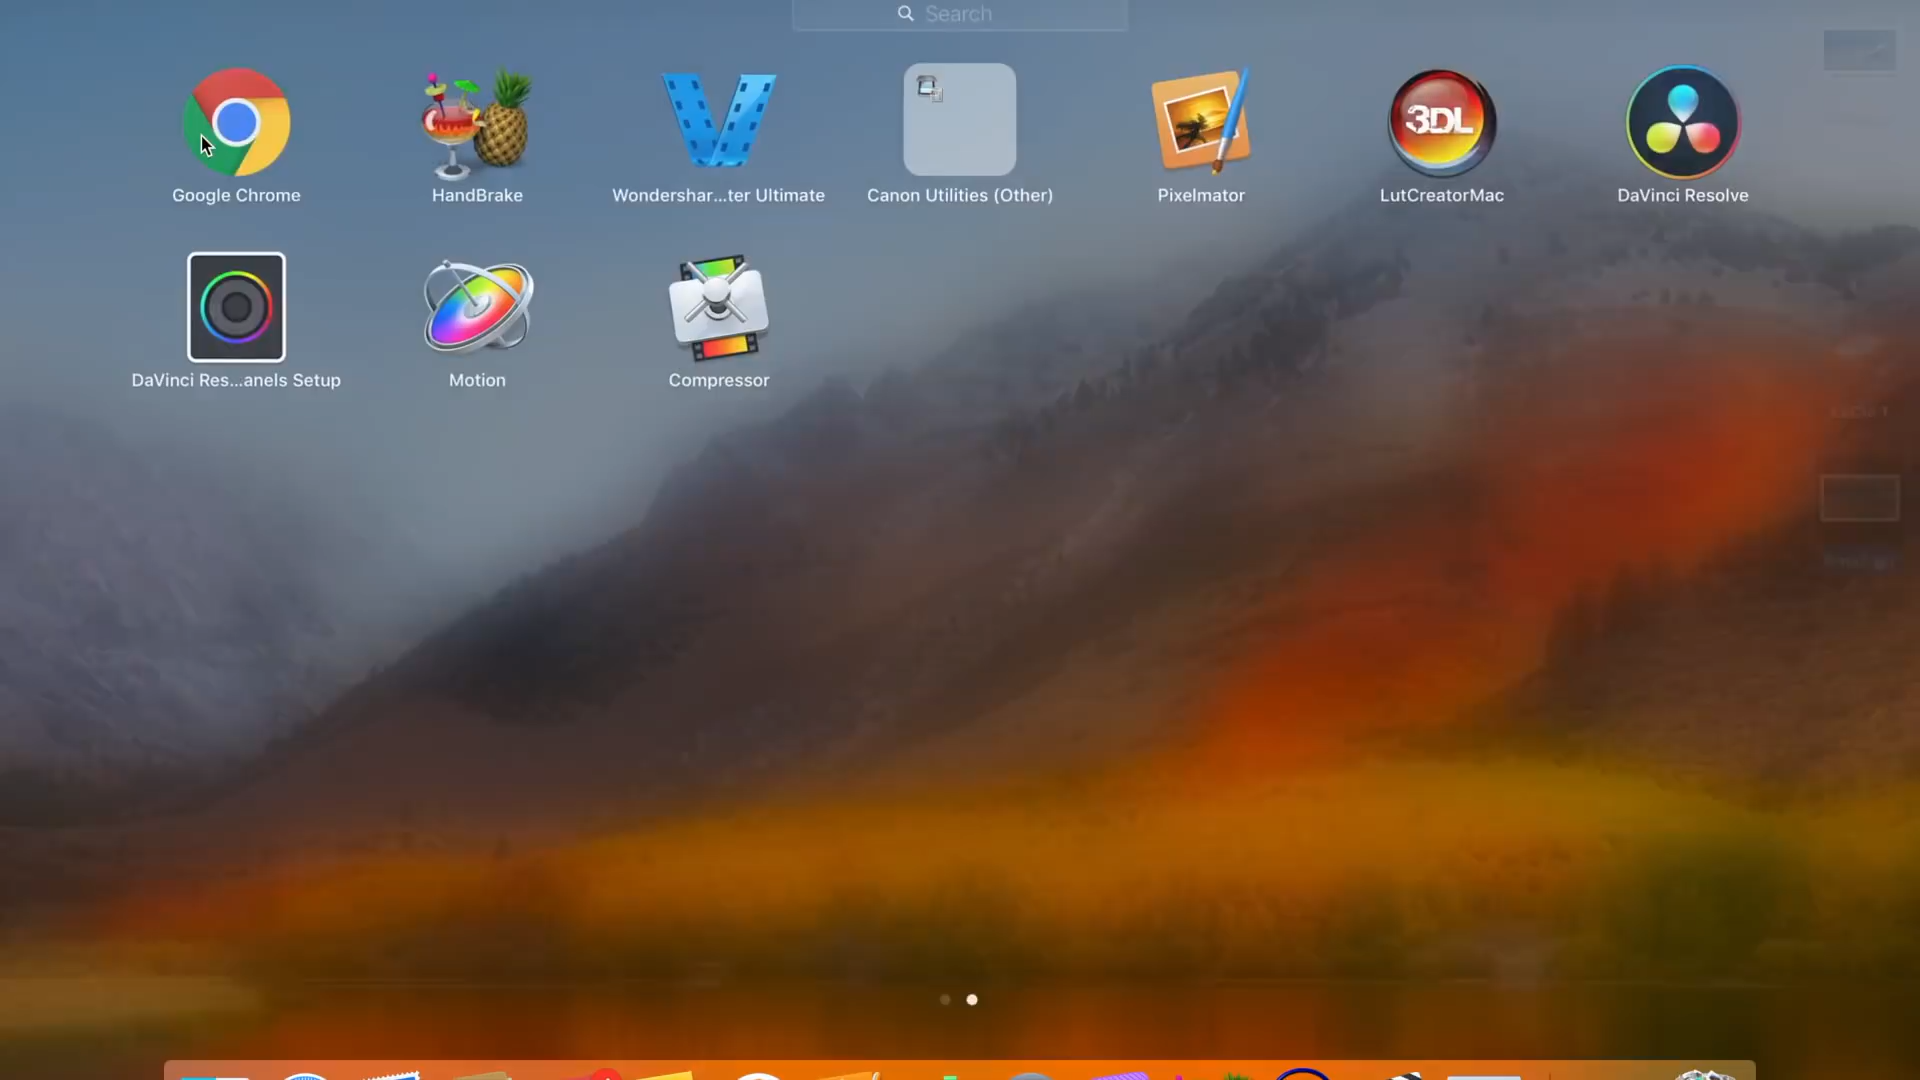 Search
Google Chrome
HandBrake
Wondershar...ter Ultimate
Canon Utilities (Other)
Pixelmator
3DL
LutCreatorMac
DaVinci Resolve
DaVinci Res...anels Setup
Motion
Compressor